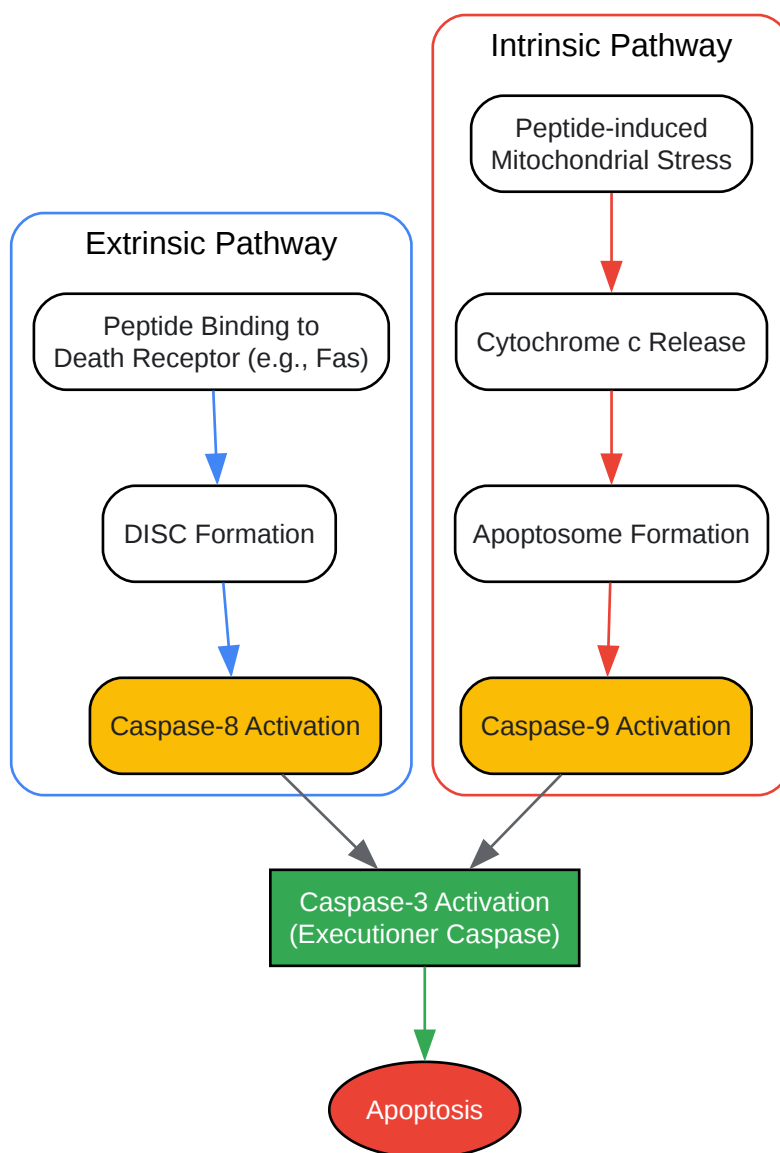 Intrinsic Pathway
Peptide-induced
Mitochondrial Stress
Cytochrome c Release
Apoptosome Formation
Caspase-9 Activation
Extrinsic Pathway
Peptide Binding to
Death Receptor (e.g., Fas)
DISC Formation
Caspase-8 Activation
Caspase-3 Activation
(Executioner Caspase)
Apoptosis